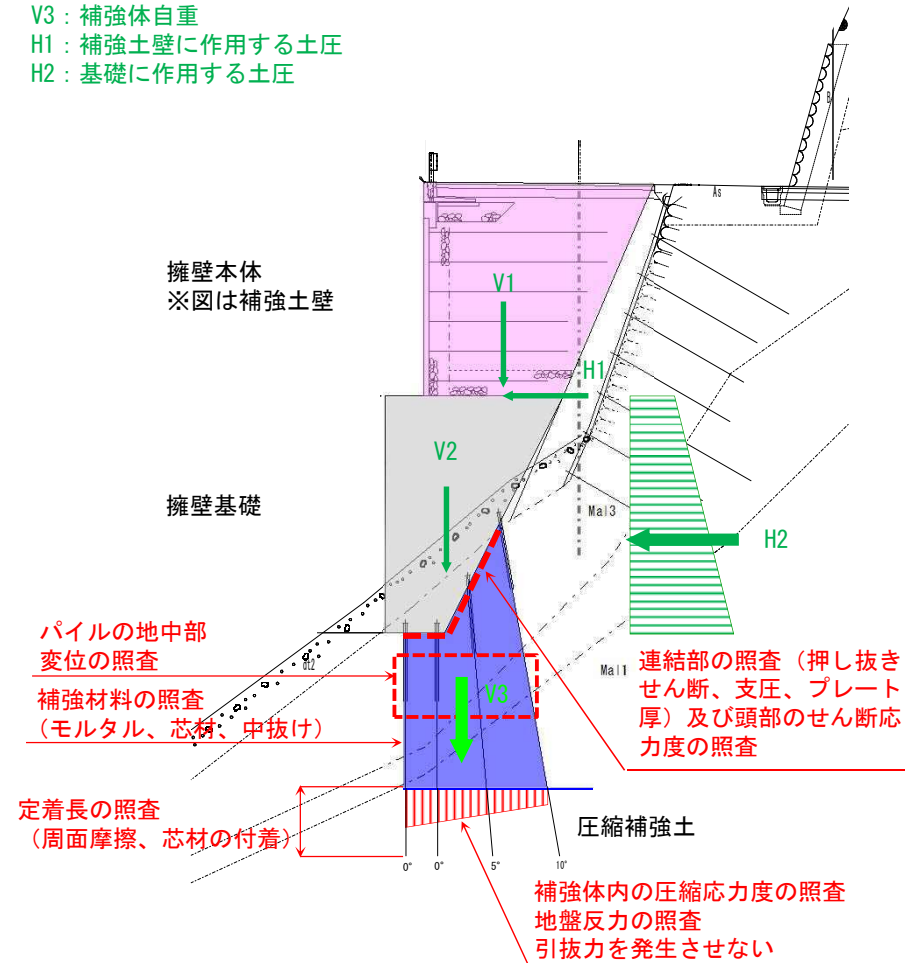 V3：補強体自重
H1：補強土壁に作用する土圧
H2：基礎に作用する土圧
B
As
擁壁本体
※図は補強土壁
V1
H1
V2
擁壁基礎
Mal3
H2
パイルの地中部
変位の照査
dt2
Mal1
連結部の照査（押し抜き
せん断、支圧、プレート
厚）及び頭部のせん断応
力度の照査
補強材料の照査
（モルタル、芯材、中抜け）
V3
定着長の照査
（周面摩擦、芯材の付着）
圧縮補強土
0°
0°
5°
10°
補強体内の圧縮応力度の照査
地盤反力の照査
引抜力を発生させない